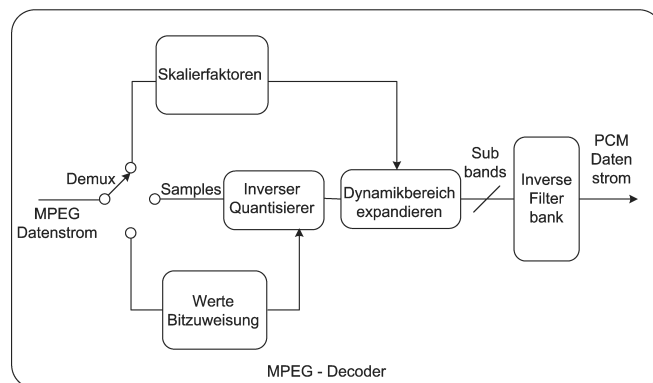 Skalierfaktoren
Demux
MPEG
Datenstrom
Samples
Inverser
Quantisierer
Dynamikbereich
expandieren
Sub
bands
Inverse
Filter
bank
PCM
Daten
strom
Werte
Bitzuweisung
MPEG - Decoder